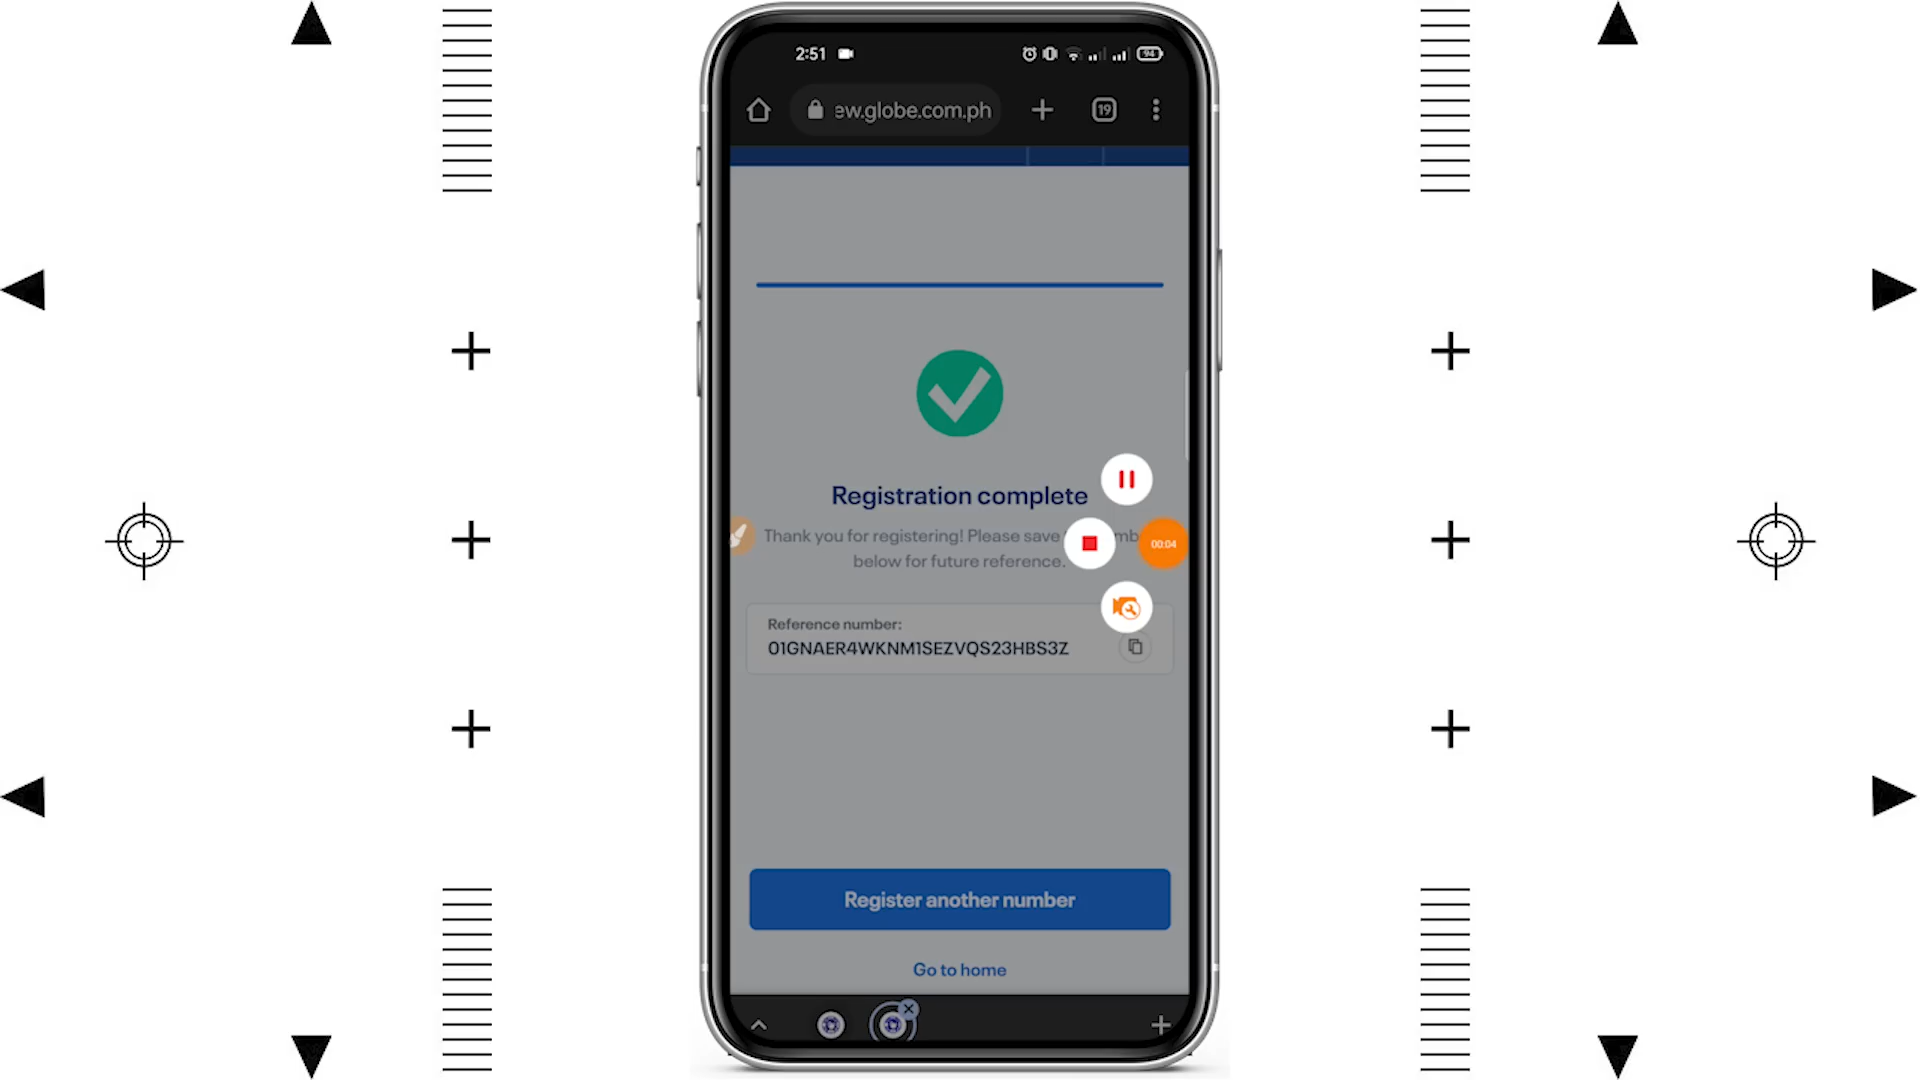 2:51
94
ew.globe.com.ph
19
Registration complete
Thank you for registering! Please save
below for future reference.
00:04
Reference number:
01GNAER4WKNM1SEZVQS23HBS3Z
Register another number
Go to home